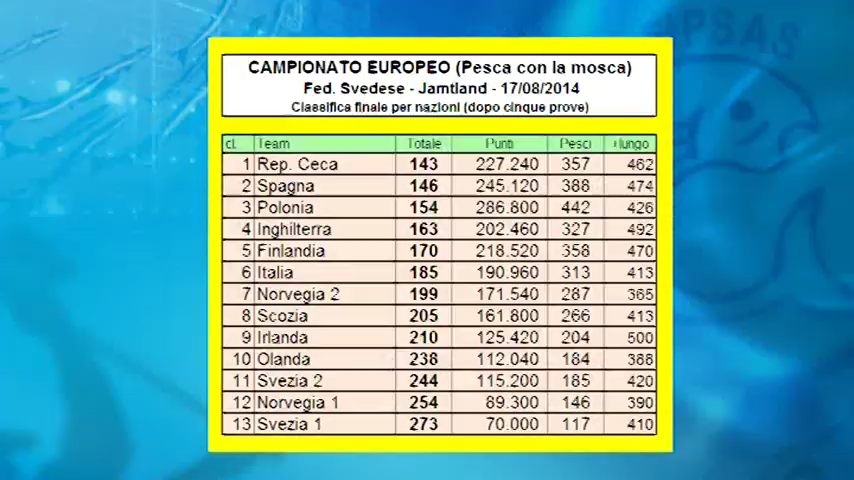 PSAS
CAMPIONATO EUROPEO (Pesca con la mosca)
Fed. Svedese - Jamtland - 17/08/2014
Classifica finale per nazioni (dopo cinque prove)
cl. Team Totale Punti Pesci +lungo
1 Rep. Ceca 143 227.240 357 462
2 Spagna 146 245.120 388 474
3 Polonia 154 286.800 442 426
4 Inghilterra 163 202.460 327 492
5 Finlandia 170 218.520 358 470
6 Italia 185 190.960 313 413
7 Norvegia 2 199 171.540 287 365
8 Scozia 205 161.800 266 413
9 Irlanda 210 125.420 204 500
10 Olanda 238 112.040 184 388
11 Svezia 2 244 115.200 185 420
12 Norvegia 1 254 89.300 146 390
13 Svezia 1 273 70.000 117 410